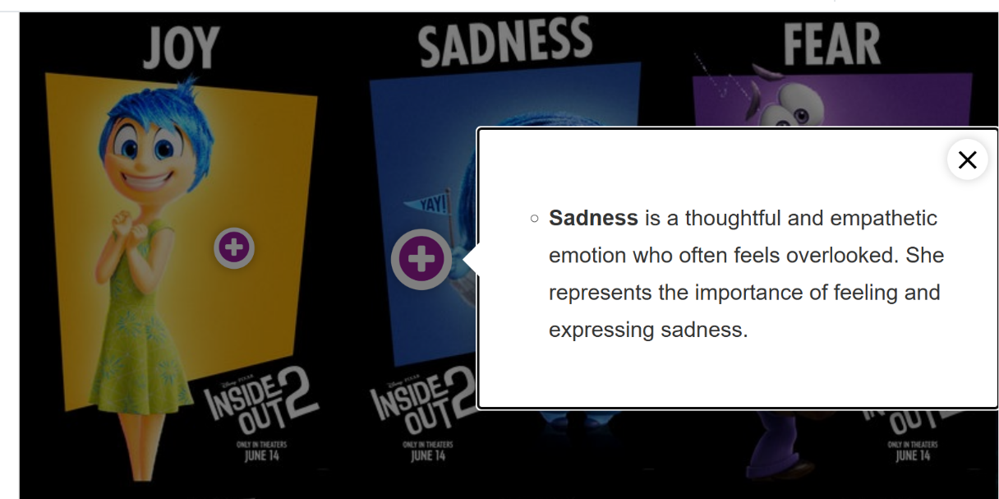 JOY
SADNESS
FEAR
YAY!
Sadness is a thoughtful and empathetic
emotion who often feels overlooked. She
represents the importance of feeling and
expressing sadness.
Disney PIXAR
INSIDE
OUT 2
ONLY IN THEATERS
JUNE 14
Disney PIXAR
INSIDE
OUT 2
ONLY IN THEATERS
JUNE 14
OUT
ONLY IN THEATERS
JUNE 14